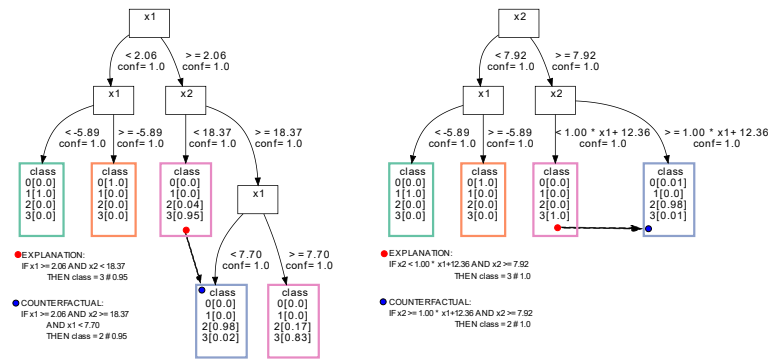 x1
< 2.06
conf= 1.0
>= 2.06
conf= 1.0
x1
x2
< -5.89
conf= 1.0
>= -5.89
conf= 1.0
< 18.37
conf= 1.0
>= 18.37
conf= 1.0
class
0[0.0]
1[1.0]
2[0.0]
3[0.0]
class
0[1.0]
1[0.0]
2[0.0]
3[0.0]
class
0[0.0]
1[0.0]
2[0.04]
3[0.95]
x1
< 7.70
conf= 1.0
>= 7.70
conf= 1.0
class
0[0.0]
1[0.0]
2[0.98]
3[0.02]
class
0[0.0]
1[0.0]
2[0.17]
3[0.83]
EXPLANATION:
IF x1 >= 2.06 AND x2 < 18.37
THEN class = 3 # 0.95
COUNTERFACTUAL:
IF x1 >= 2.06 AND x2 >= 18.37
AND x1 < 7.70
THEN class = 2 # 0.95
x2
< 7.92
conf= 1.0
>= 7.92
conf= 1.0
x1
x2
< -5.89
conf= 1.0
>= -5.89
conf= 1.0
< 1.00 * x1+ 12.36
conf= 1.0
>= 1.00 * x1+ 12.36
conf= 1.0
class
0[0.0]
1[1.0]
2[0.0]
3[0.0]
class
0[1.0]
1[0.0]
2[0.0]
3[0.0]
class
0[0.0]
1[0.0]
2[0.0]
3[1.0]
class
0[0.01]
1[0.0]
2[0.98]
3[0.01]
EXPLANATION:
IF x2 < 1.00 * x1+12.36 AND x2 >= 7.92
THEN class = 3 # 1.0
COUNTERFACTUAL:
IF x2 >= 1.00 * x1+12.36 AND x2 >= 7.92
THEN class = 2 # 1.0